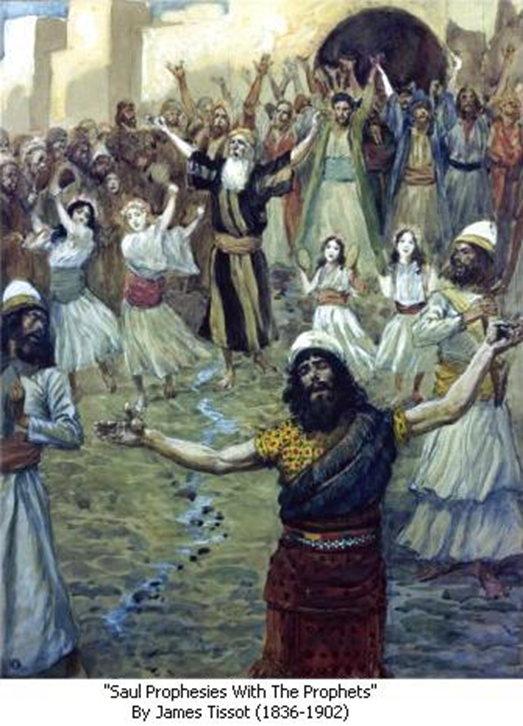 "Saul Prophesies With The Prophets"
By James Tissot (1836-1902)